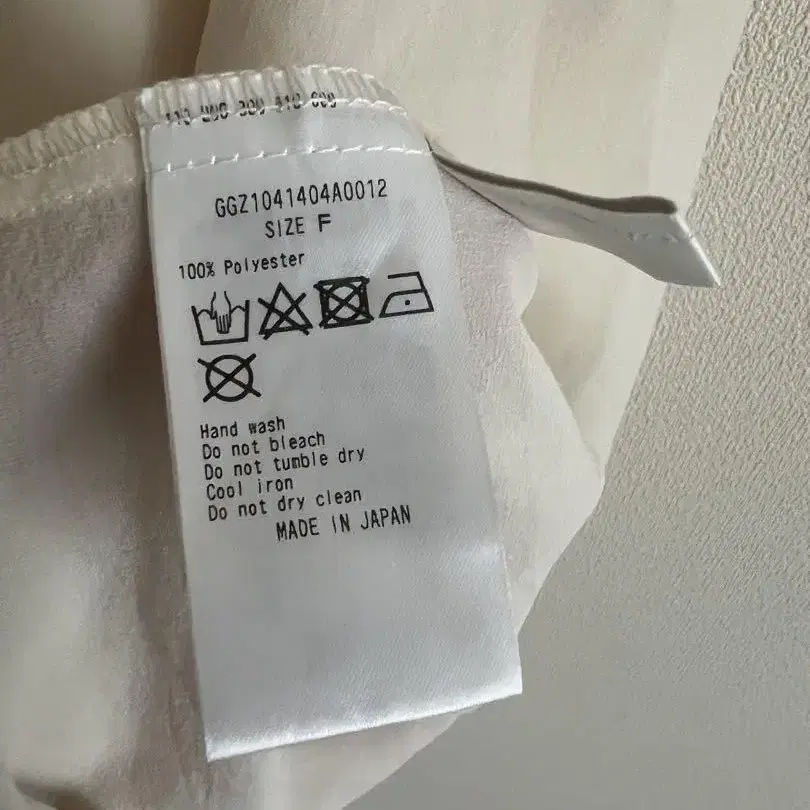 GGZ1041404A0012
SIZE F
100% Polyester
Hand wash
Do not bleach
Do not tumble dry
Cool iron
Do not dry clean
MADE IN JAPAN